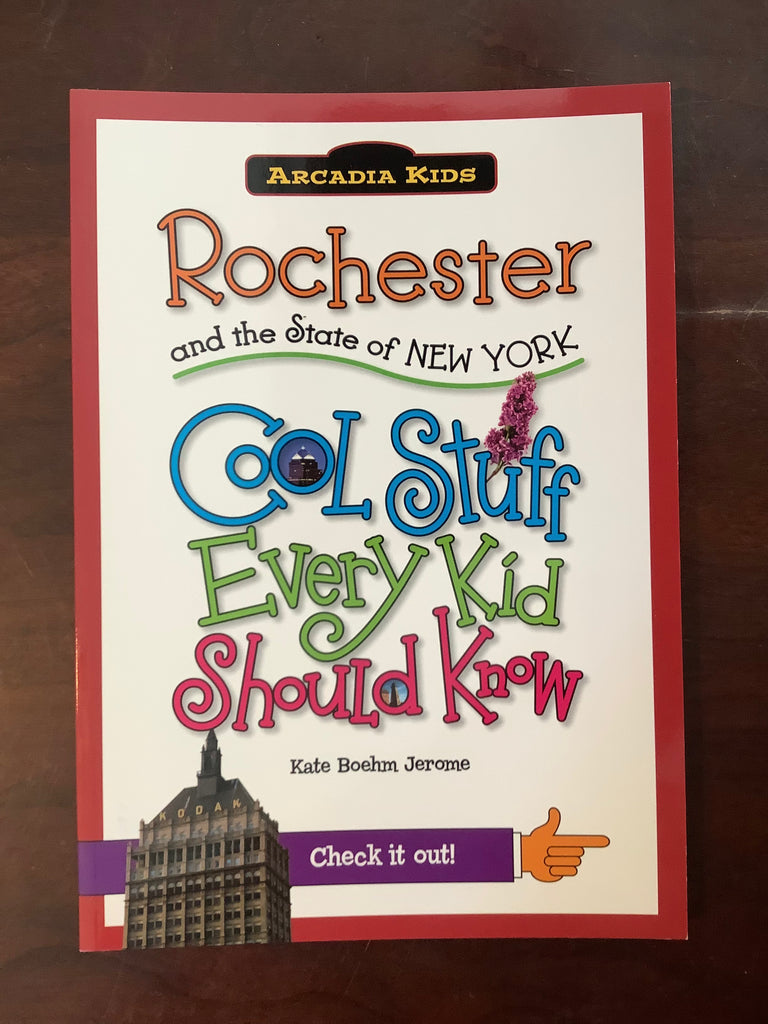 ARCADIA KIDS
Rochester
and the State of NEW YORK
Cool Stuff
Every Kid
Should Know
Kate Boehm Jerome
KODAK
Check it out!